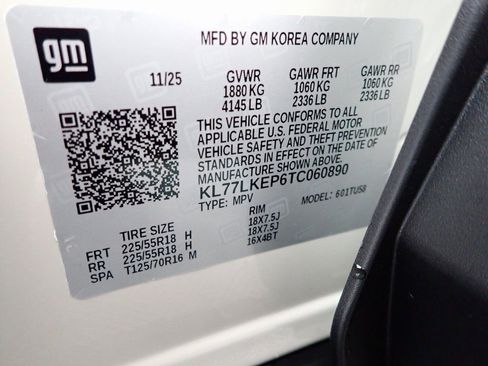 gm
MFD BY GM KOREA COMPANY
11/25 GVWR GAWR FRT GAWR RR
1880 KG 1060 KG 1060 KG
4145 LB 2336 LB 2336 LB
THIS VEHICLE CONFORMS TO ALL
APPLICABLE U.S. FEDERAL MOTOR
VEHICLE SAFETY AND THEFT PREVENTION
STANDARDS IN EFFECT ON THE DATE OF
MANUFACTURE SHOWN ABOVE.
KL77LKEP6TC060890
TYPE: MPV MODEL: 601TU58
TIRE SIZE RIM
FRT 225/55R18 H 18X7.5J
RR 225/55R18 H 18X7.5J
SPA T125/70R16 M 16X4BT